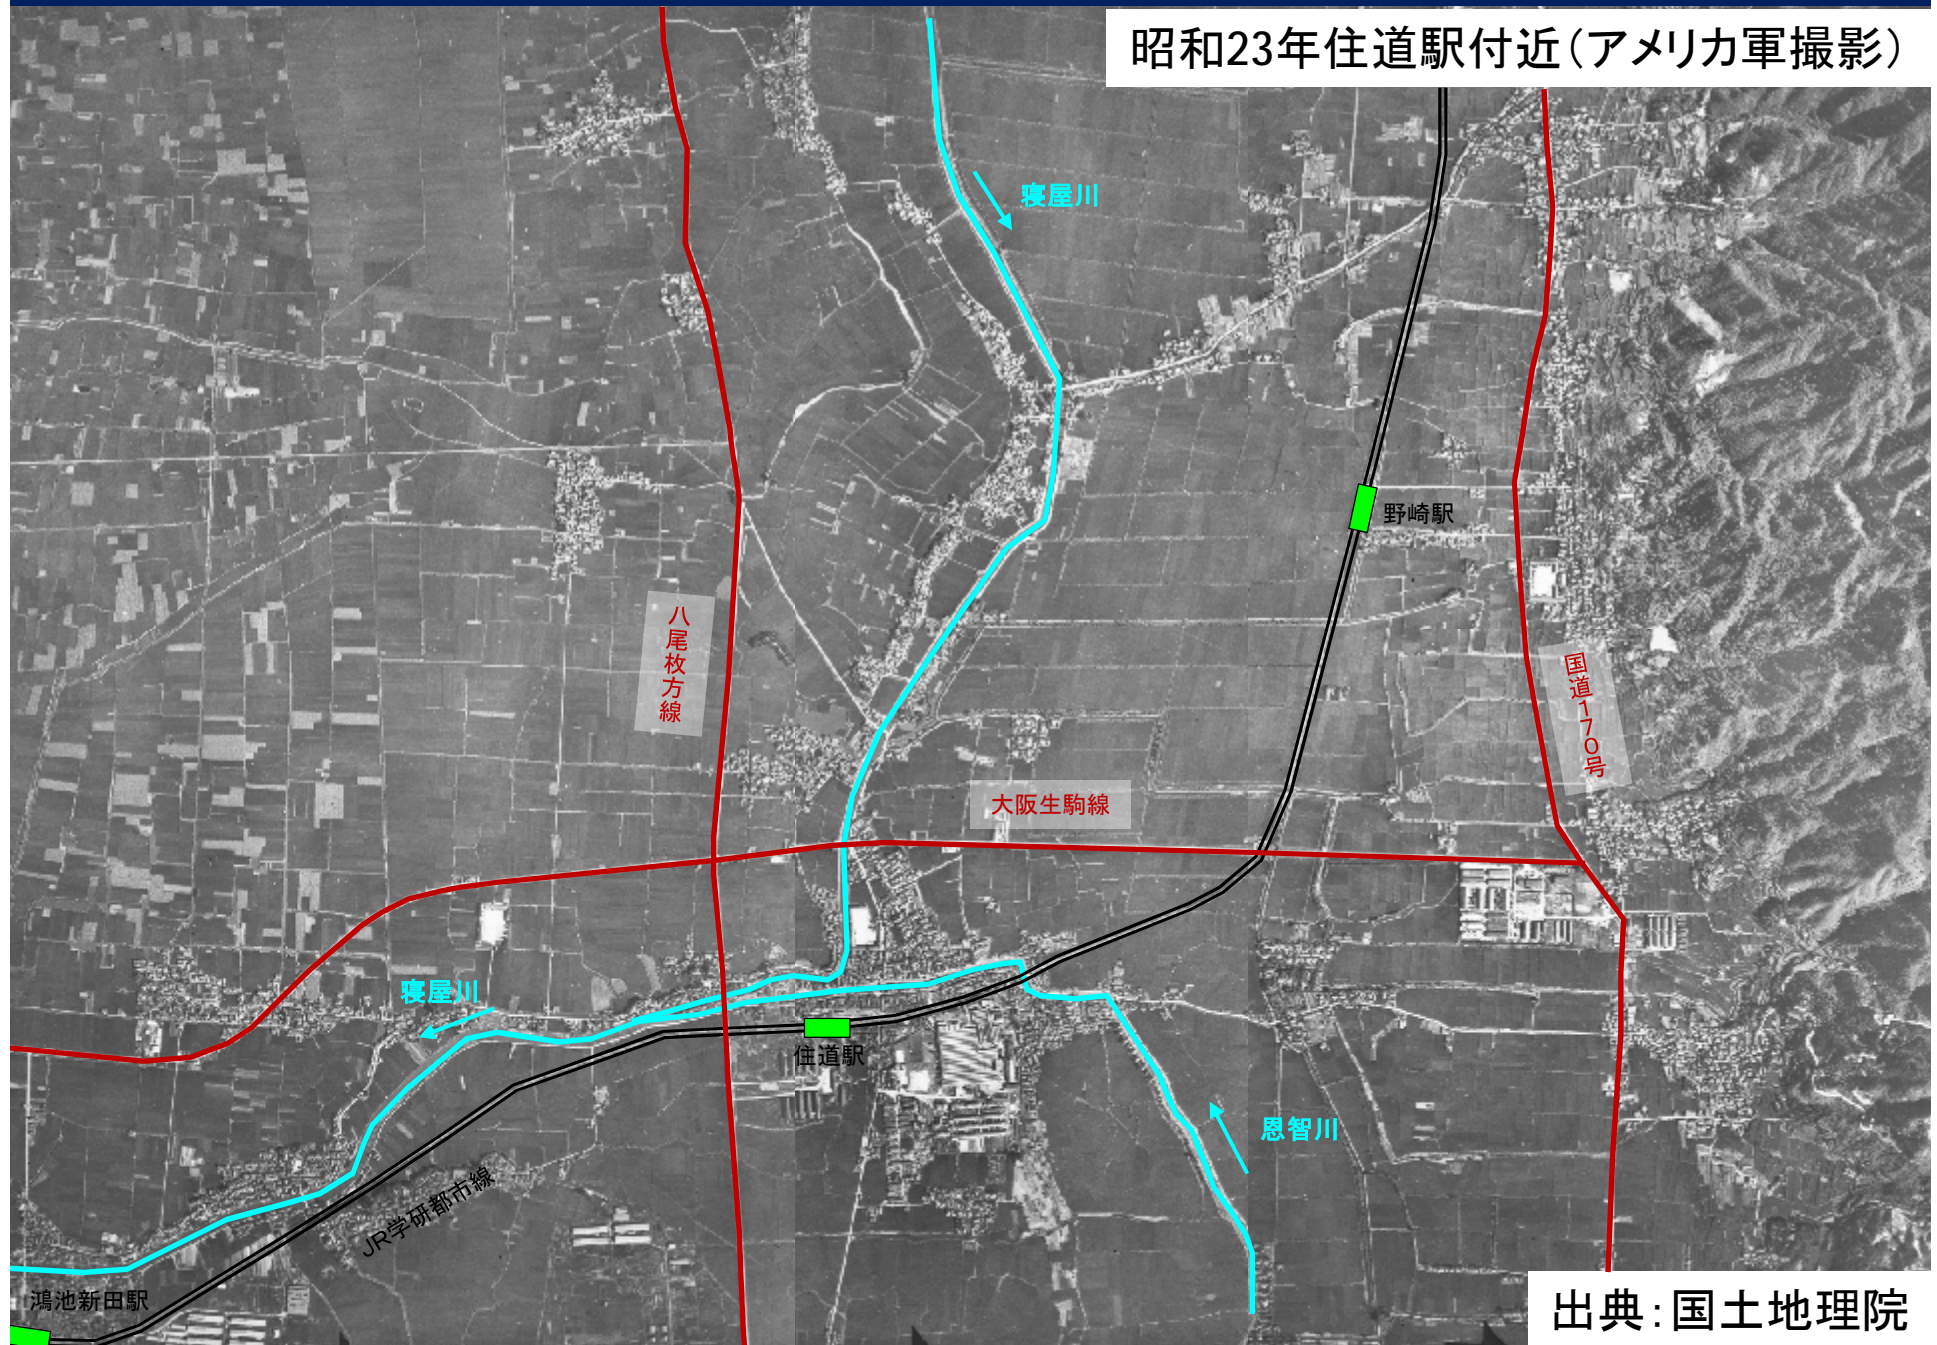 昭和23年住道駅付近（アメリカ軍撮影）
寝屋川
野崎駅
八尾枚方線
国道170号
大阪生駒線
寝屋川
住道駅
恩智川
JR学研都市線
鴻池新田駅
出典：国土地理院